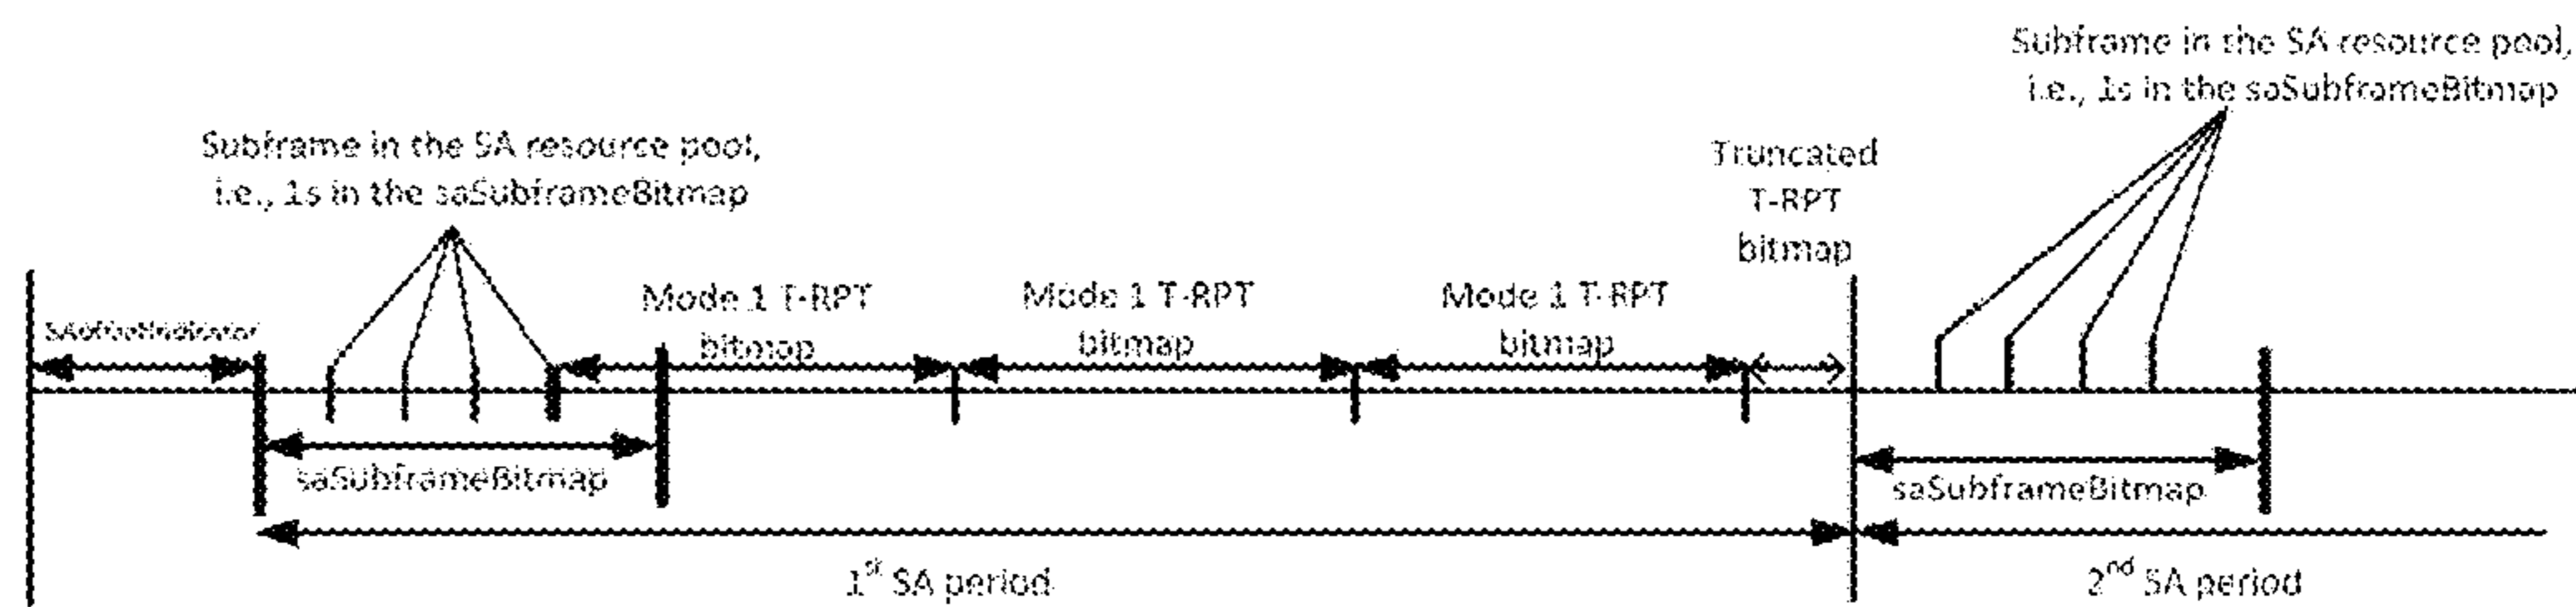 Subframe in the SA resource pool,
i.e., 1s in the saSubframeBitmap
Subframe in the SA resource pool,
i.e., 1s in the saSubframeBitmap
Truncated
T-RPT
bitmap
Mode 1 T-RPT
bitmap
Mode 1 T-RPT
bitmap
Mode 1 T-RPT
bitmap
saSubframeBitmap
saSubframeBitmap
1st SA period
2nd SA period